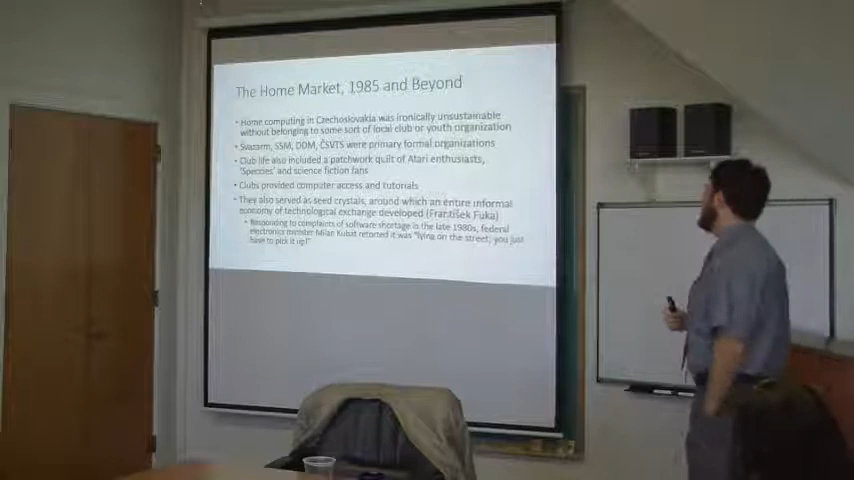 The Home Market, 1985 and Beyond
• Home computing in Czechoslovakia was ironically unsustainable
without belonging to some sort of local club or youth organization
• Svazarm, SSM, DDM, ČSVTS were primary formal organizations
• Club life also included a patchwork quilt of Atari enthusiasts,
'Speccies' and science fiction fans
• Clubs provided computer access and tutorials
• They also served as seed crystals, around which an entire informal
economy of technological exchange developed (František Fuka)
• Responding to complaints of software shortage is the late 1980s, federal
electronics minister Milan Kubát retorted it was "lying on the street, you just
have to pick it up!"